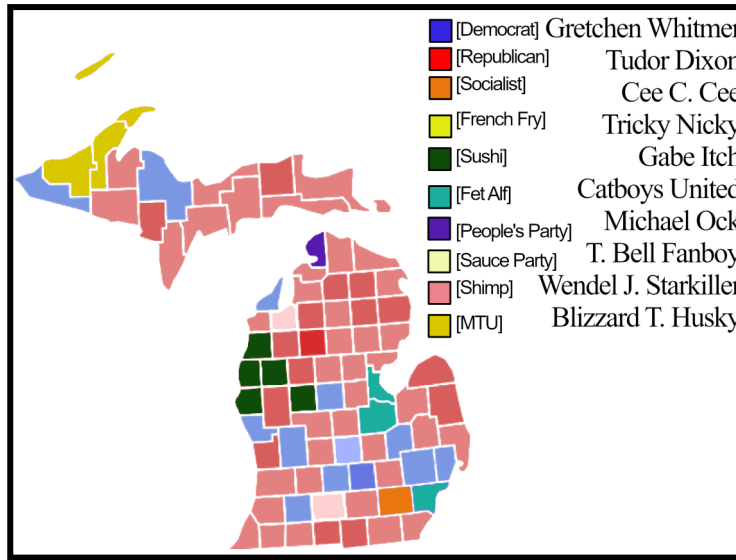 [Democrat] Gretchen Whitmer
[Republican] Tudor Dixon
[Socialist] Cee C. Cee
[French Fry] Tricky Nicky
[Sushi] Gabe Itch
[Fet Alf] Catboys United
[People's Party] Michael Ock
[Sauce Party] T. Bell Fanboy
[Shimp] Wendel J. Starkiller
[MTU] Blizzard T. Husky